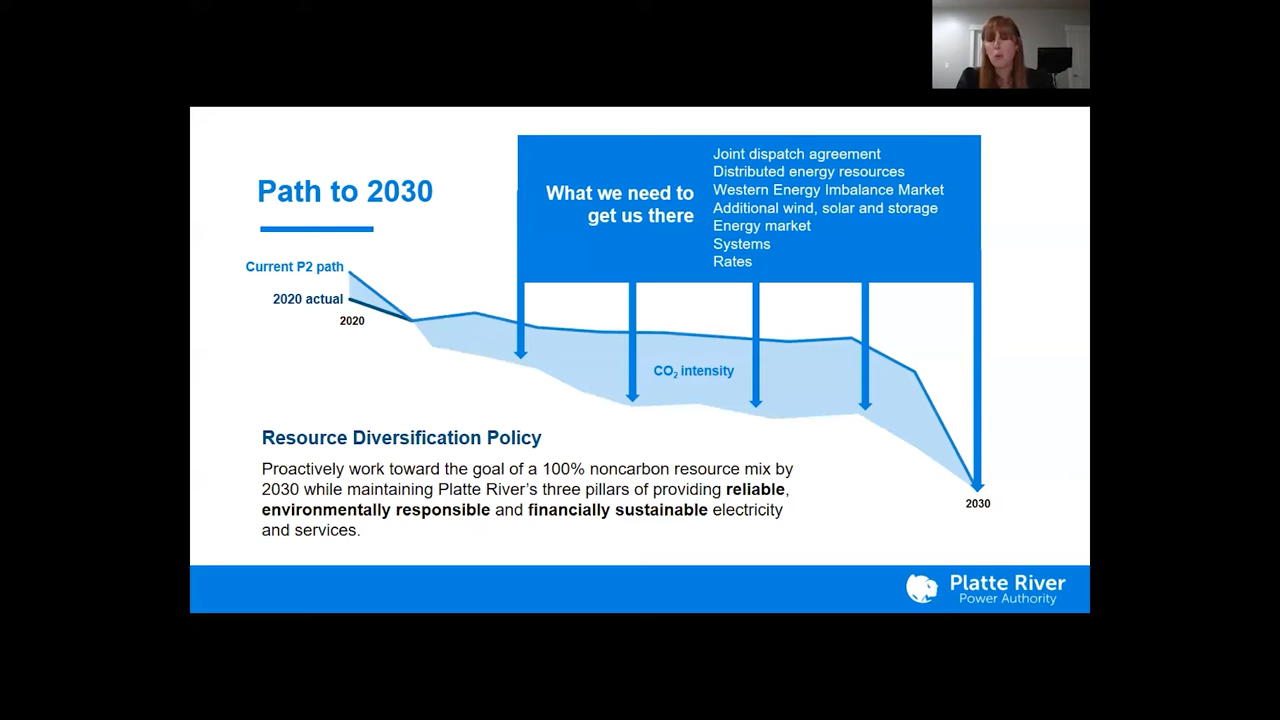 Path to 2030
What we need to
get us there
Joint dispatch agreement
Distributed energy resources
Western Energy Imbalance Market
Additional wind, solar and storage
Energy market
Systems
Rates
Current P2 path
2020 actual
2020
CO₂ intensity
2030
Resource Diversification Policy
Proactively work toward the goal of a 100% noncarbon resource mix by
2030 while maintaining Platte River's three pillars of providing reliable,
environmentally responsible and financially sustainable electricity
and services.
Platte River
Power Authority